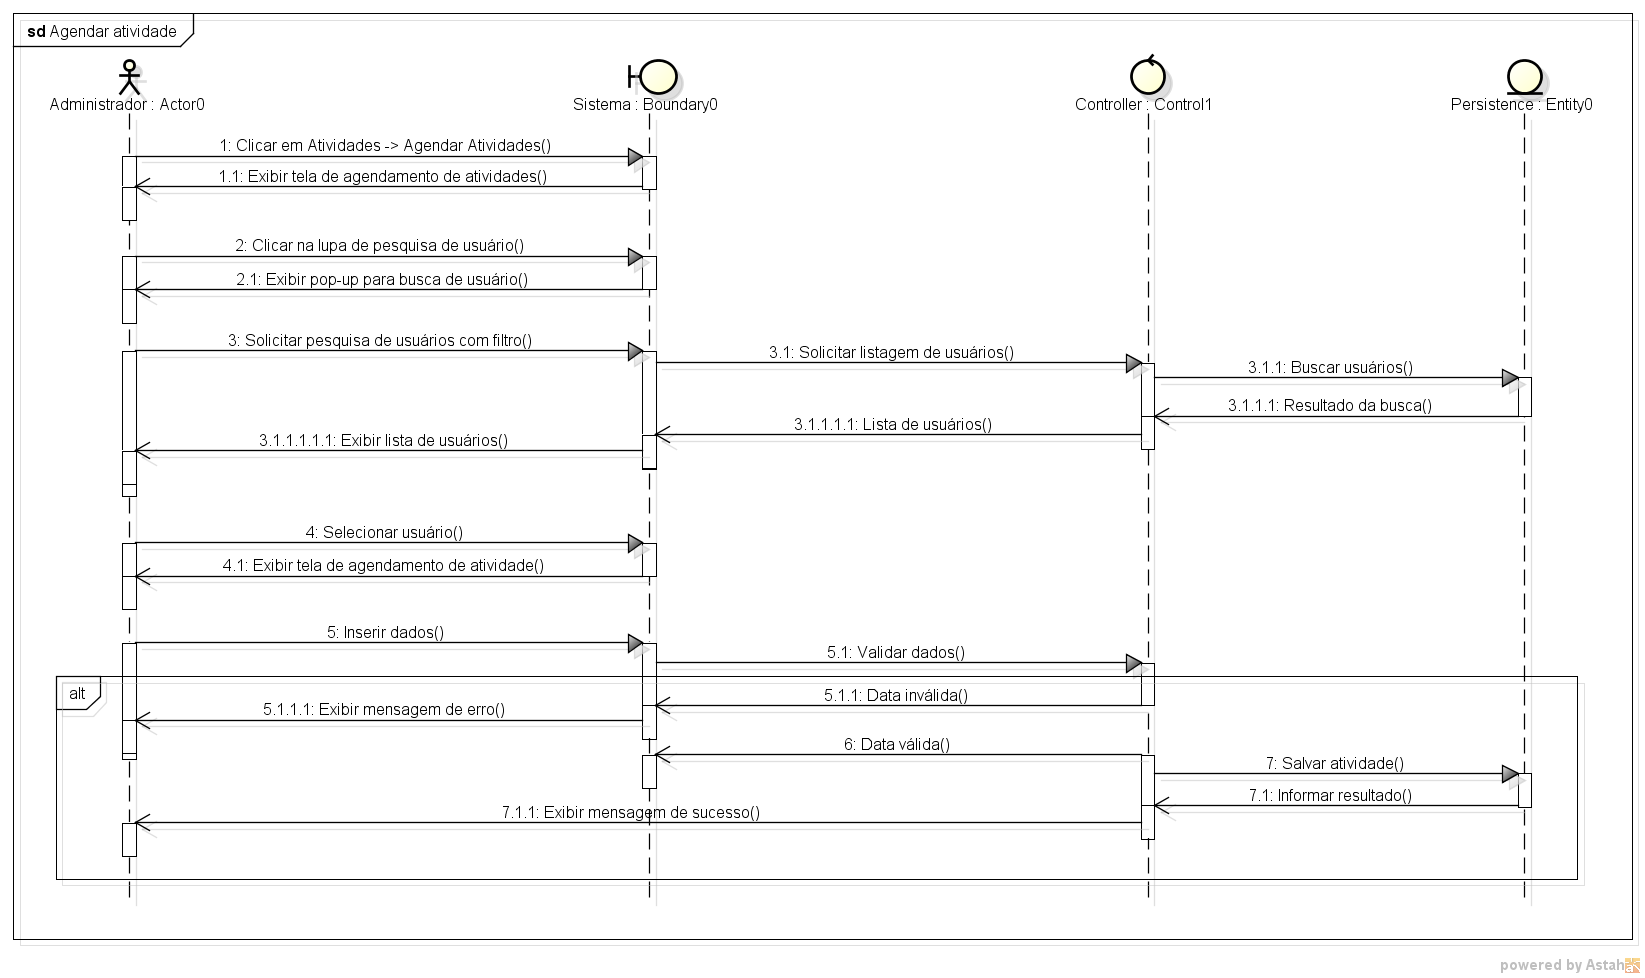 sd Agendar atividade
Administrador : Actor0
Sistema : Boundary0
Controller : Control1
Persistence : Entity0
1: Clicar em Atividades -> Agendar Atividades()
1.1: Exibir tela de agendamento de atividades()
2: Clicar na lupa de pesquisa de usuário()
2.1: Exibir pop-up para busca de usuário()
3: Solicitar pesquisa de usuários com filtro()
3.1: Solicitar listagem de usuários()
3.1.1: Buscar usuários()
3.1.1.1: Resultado da busca()
3.1.1.1.1: Lista de usuários()
3.1.1.1.1.1: Exibir lista de usuários()
4: Selecionar usuário()
4.1: Exibir tela de agendamento de atividade()
5: Inserir dados()
5.1: Validar dados()
alt
5.1.1: Data inválida()
5.1.1.1: Exibir mensagem de erro()
6: Data válida()
7: Salvar atividade()
7.1: Informar resultado()
7.1.1: Exibir mensagem de sucesso()
powered by Astah